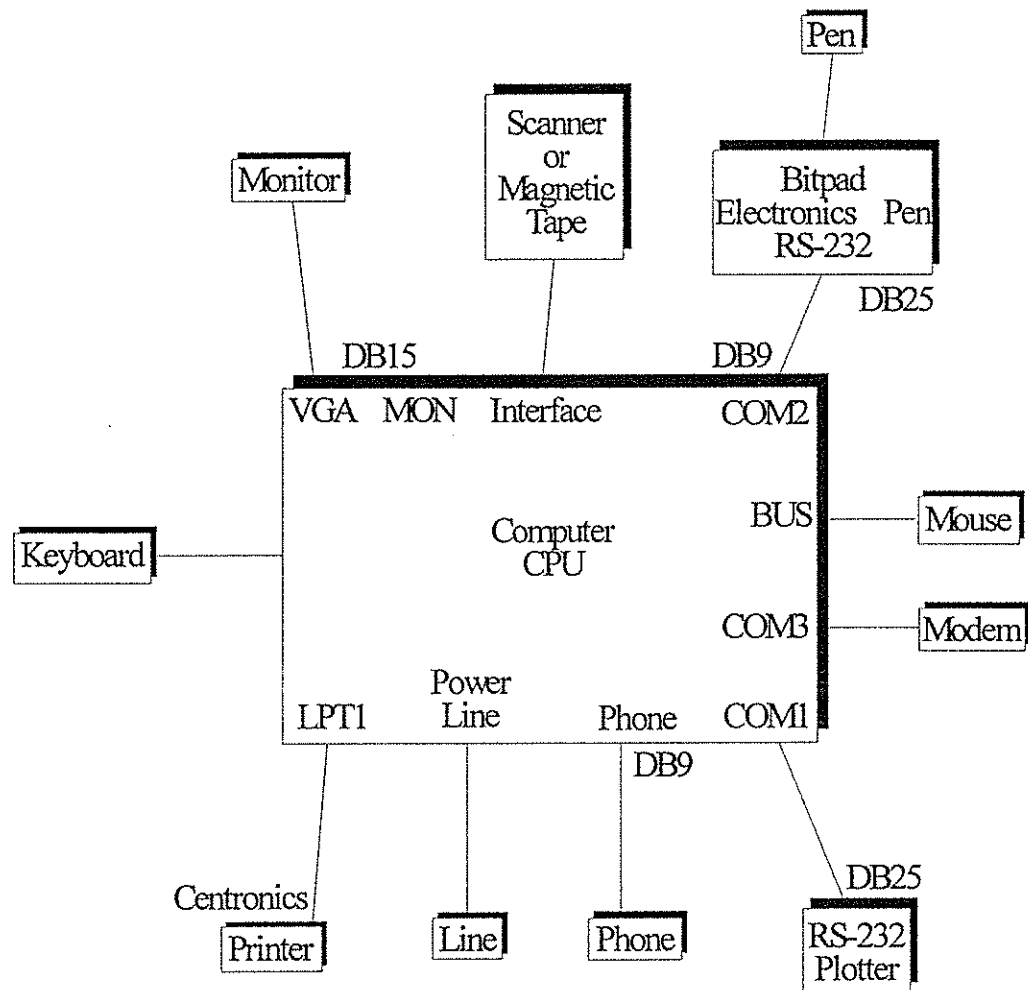 Pen
Scanner
or
Magnetic
Tape
Monitor
Bitpad
Electronics Pen
RS-232
DB25
DB15
DB9
VGA MON Interface COM2
BUS
Mouse
Computer
CPU
Keyboard
COM3
Modem
Power
Line
LPT1
Phone
COM1
DB9
DB25
Centronics
Printer
Line
Phone
RS-232
Plotter